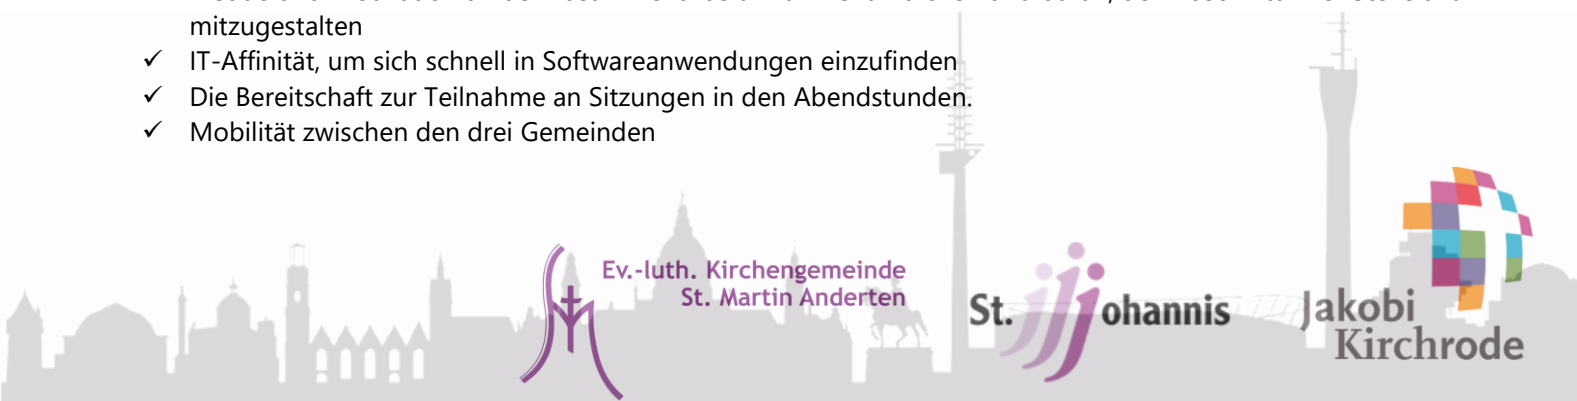 mitzugestalten
✓ IT-Affinität, um sich schnell in Softwareanwendungen einzufinden
✓ Die Bereitschaft zur Teilnahme an Sitzungen in den Abendstunden.
✓ Mobilität zwischen den drei Gemeinden
Ev.-luth. Kirchengemeinde
St. Martin Anderten
St. jjjohannis
Jakobi
Kirchrode